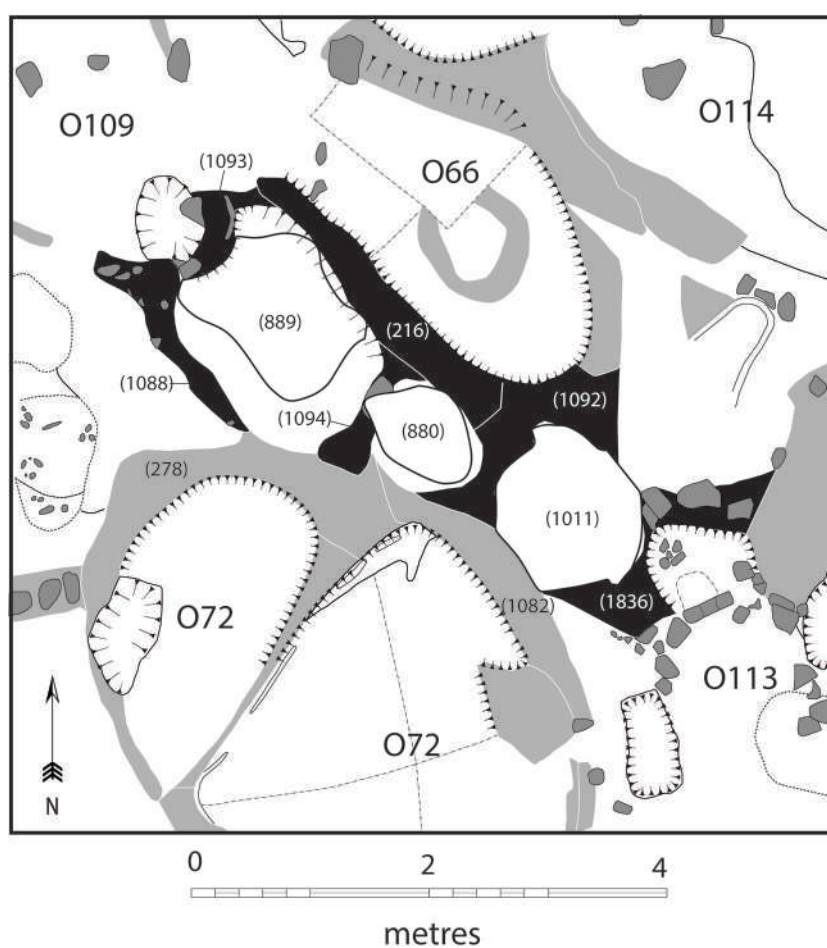 O114
O109
(1093)
O66
(889)
(216)
(1088)
(1092)
(1094)
(880)
(278)
(1011)
(1082)
(1836)
O72
O113
O72
N
0 2 4
metres